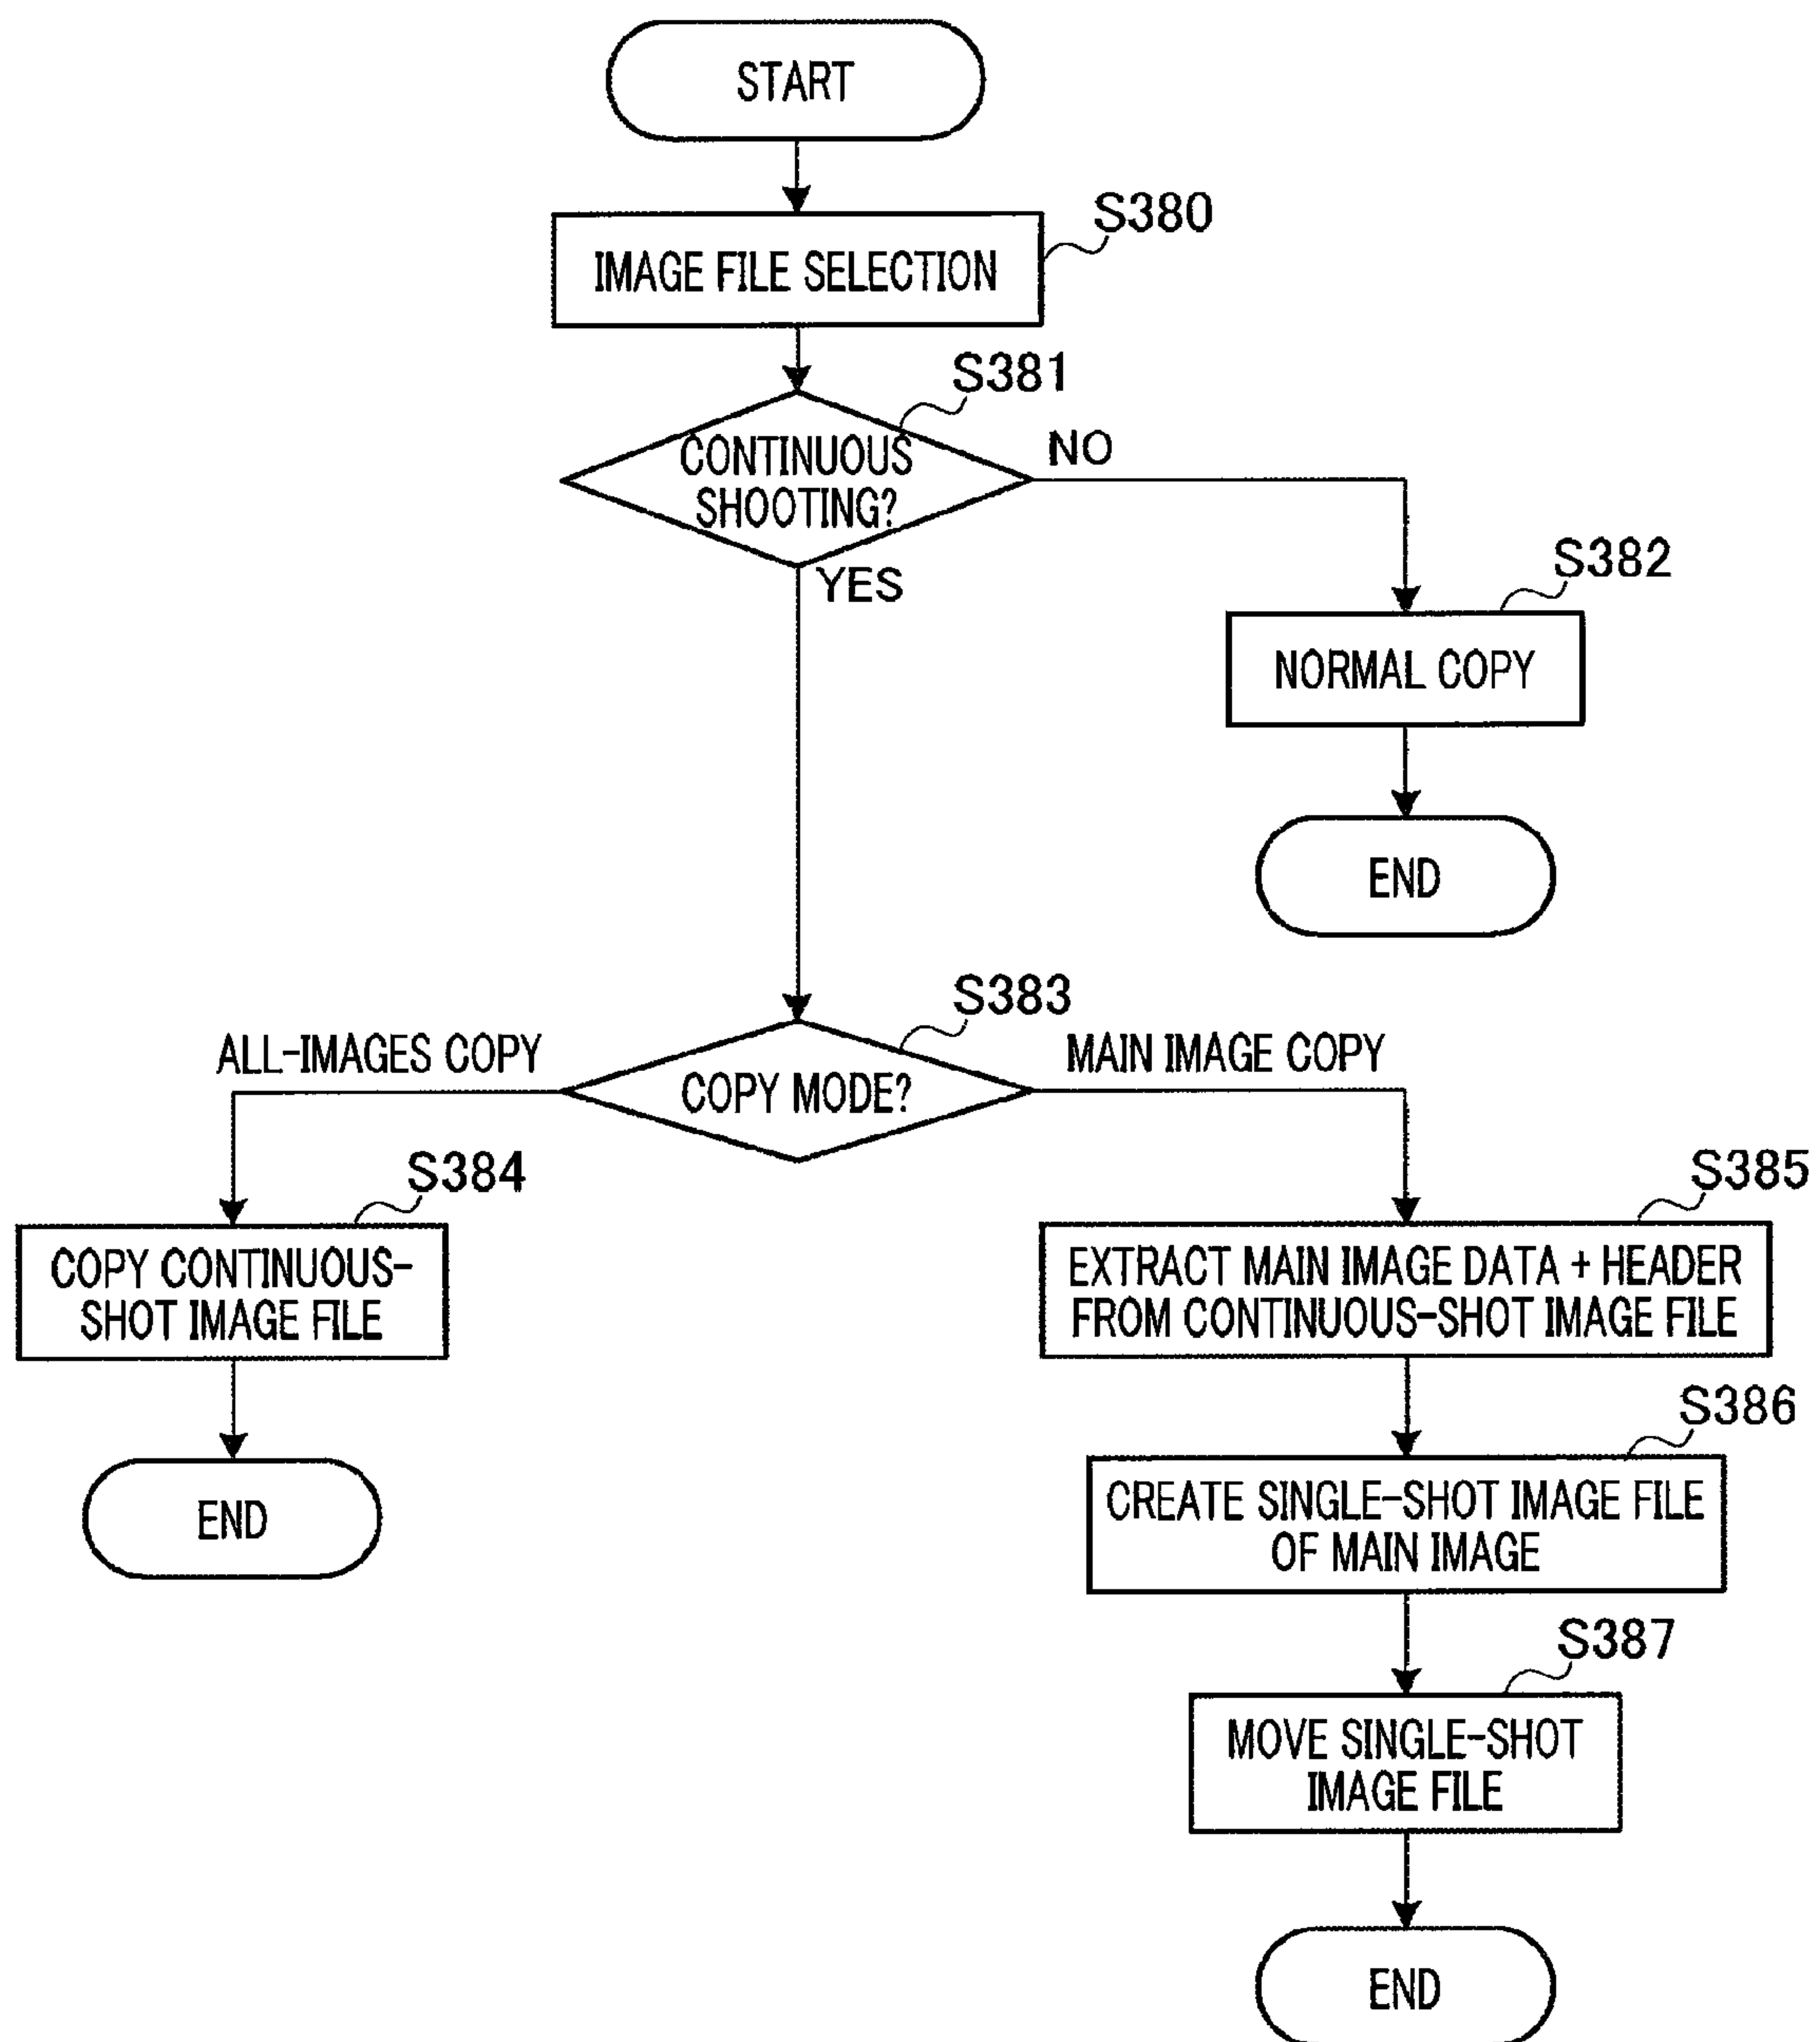 START
S380
IMAGE FILE SELECTION
S381
CONTINUOUS
SHOOTING?
NO
YES
S382
NORMAL COPY
END
S383
ALL-IMAGES COPY
COPY MODE?
MAIN IMAGE COPY
S384
COPY CONTINUOUS-
SHOT IMAGE FILE
END
S385
EXTRACT MAIN IMAGE DATA + HEADER
FROM CONTINUOUS-SHOT IMAGE FILE
S386
CREATE SINGLE-SHOT IMAGE FILE
OF MAIN IMAGE
S387
MOVE SINGLE-SHOT
IMAGE FILE
END